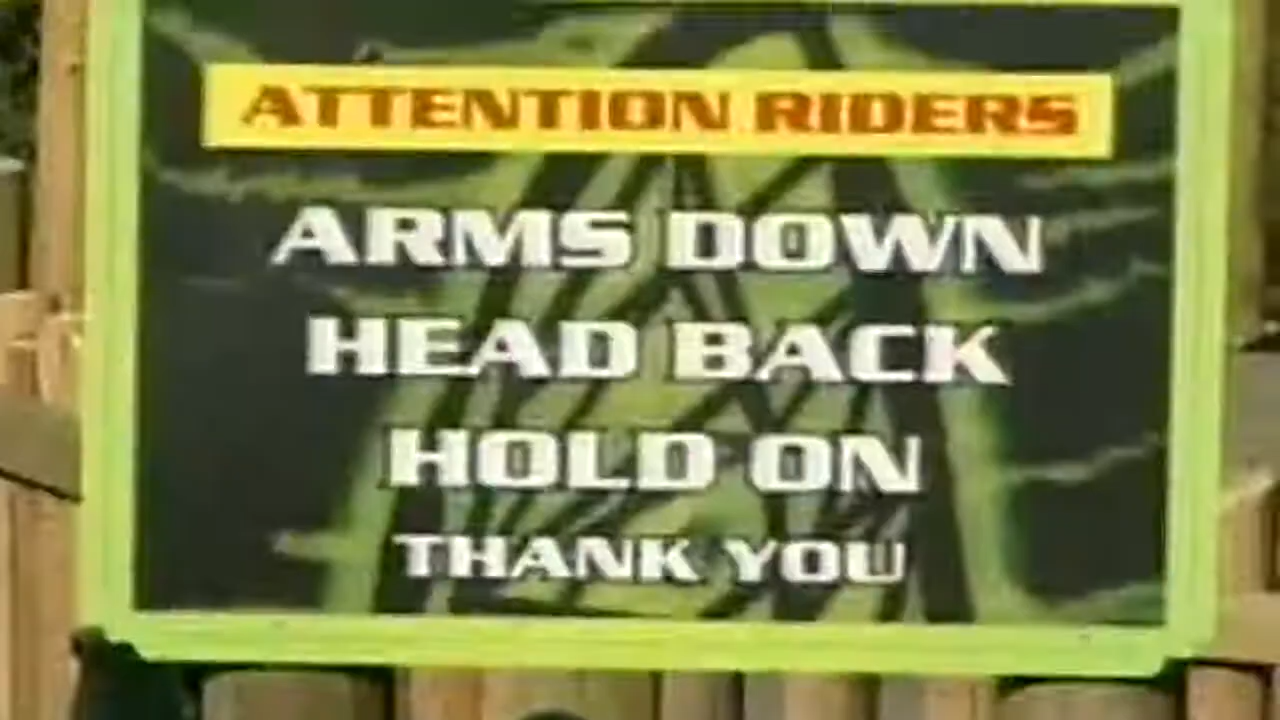 ATTENTION RIDERS
ARMS DOWN
HEAD BACK
HOLD ON
THANK YOU